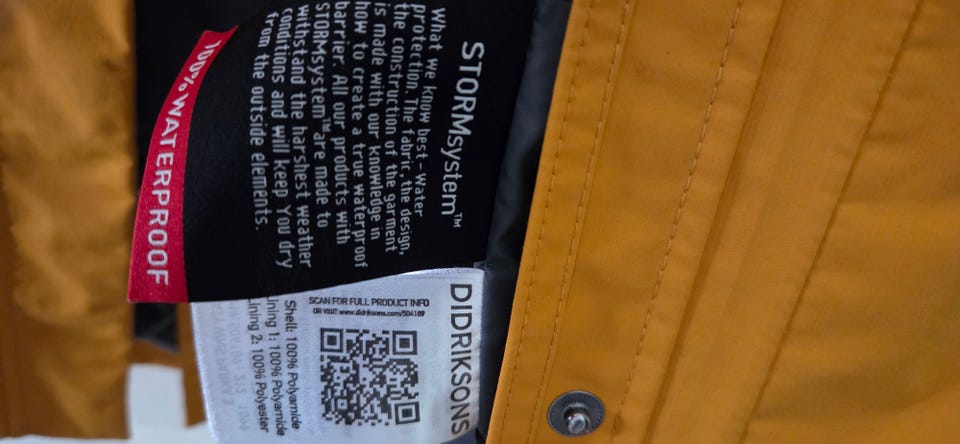 STORMsystem™
What we know best - water
protection. The fabric, the design,
the construction of the garment
is made with our knowledge in
how to create a true waterproof
barrier. All our products with
STORMsystem™ are made to
withstand the harshest weather
conditions and will keep You dry
from the outside elements.
100% WATERPROOF
DIDRIKSONS
SCAN FOR FULL PRODUCT INFO
OR VISIT www.didriksons.com/504189
Shell: 100% Polyamide
ining 1: 100% Polyamide
ining 2: 100% Polyester